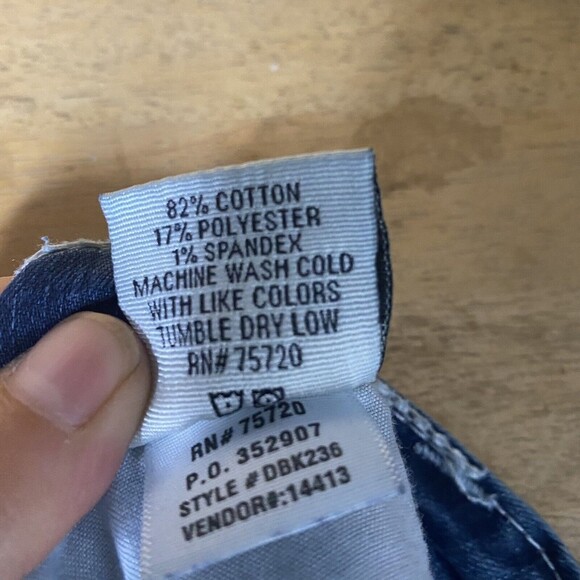 82% COTTON
17% POLYESTER
1% SPANDEX
MACHINE WASH COLD
WITH LIKE COLORS
TUMBLE DRY LOW
RN# 75720
RN# 75720
P.O. 352907
STYLE # DBK236
VENDOR#:14413